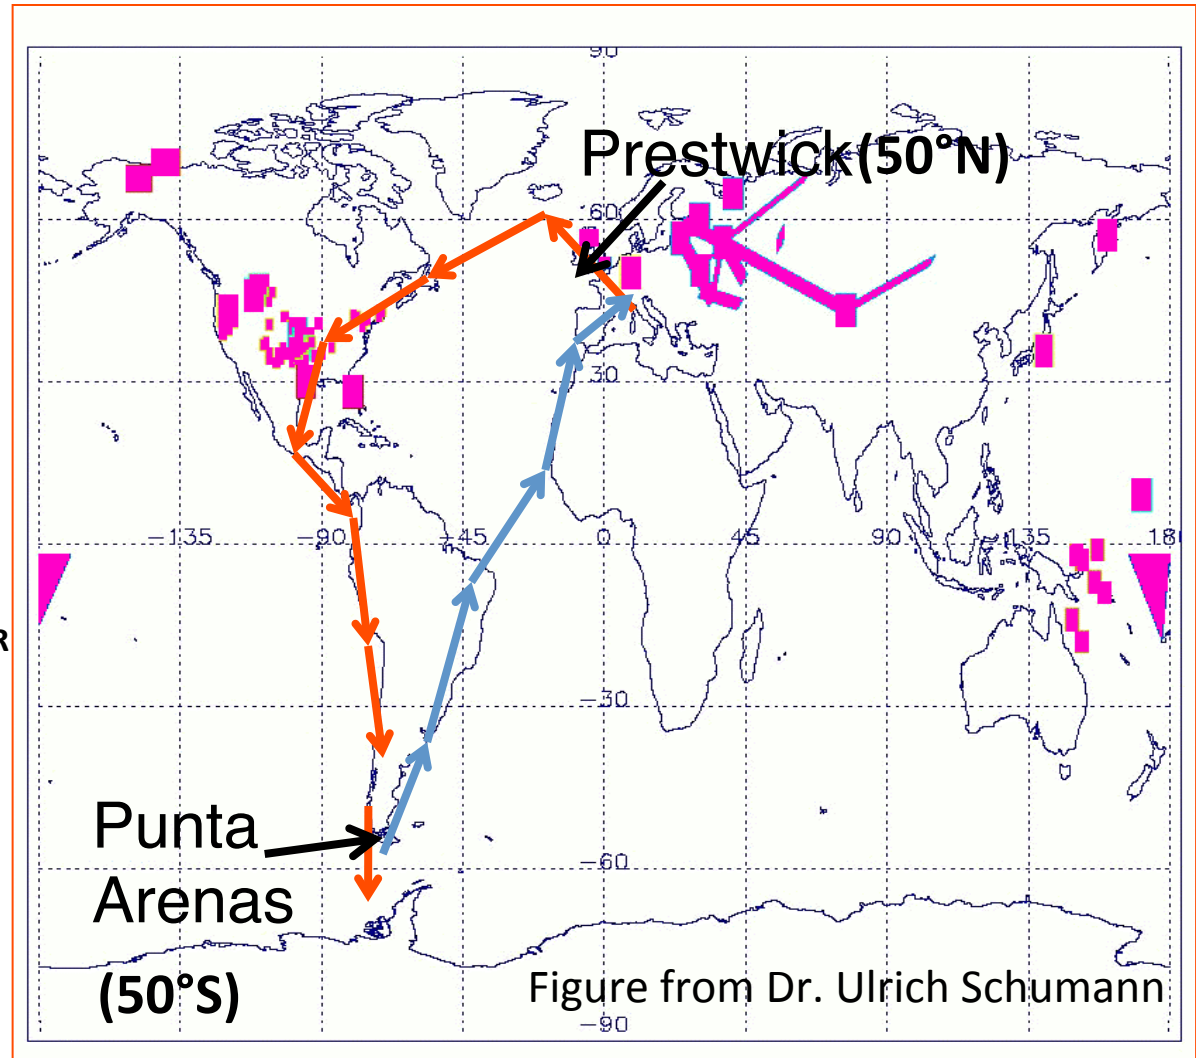 90
Prestwick(50°N)
60
30
−135
−90
−45
0
45
90
135
180
R
−30
Punta
Arenas
(50°S)
−60
Figure from Dr. Ulrich Schumann
−90